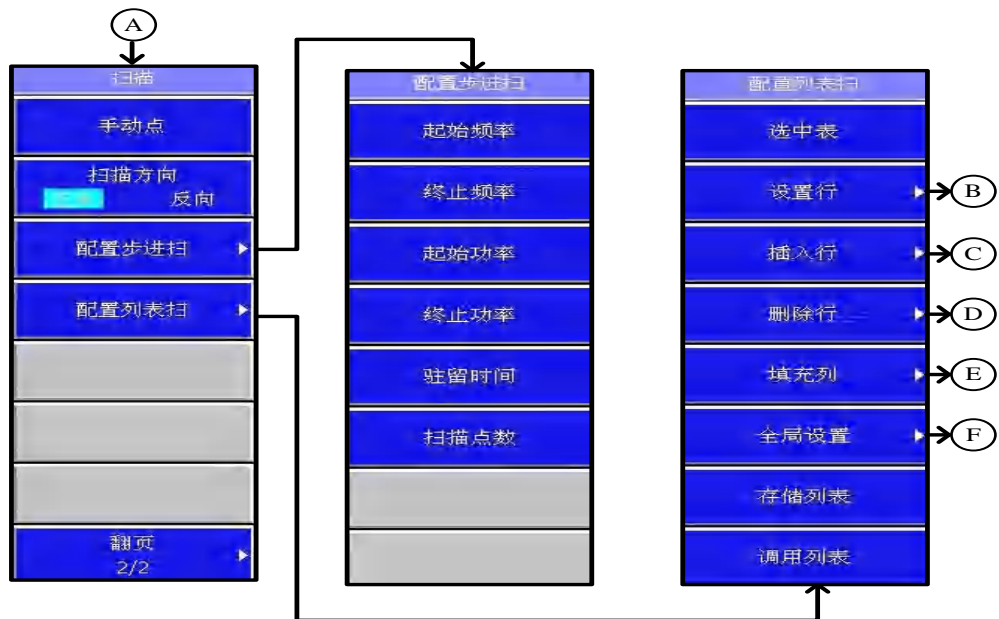 A
扫描
手动点
扫描方向
反向
配置步进扫
配置列表扫
翻页
2/2
配置步进扫
起始频率
终止频率
起始功率
终止功率
驻留时间
扫描点数
配置列表扫
选中表
设置行
B
插入行
C
删除行
D
填充列
E
全局设置
F
存储列表
调用列表